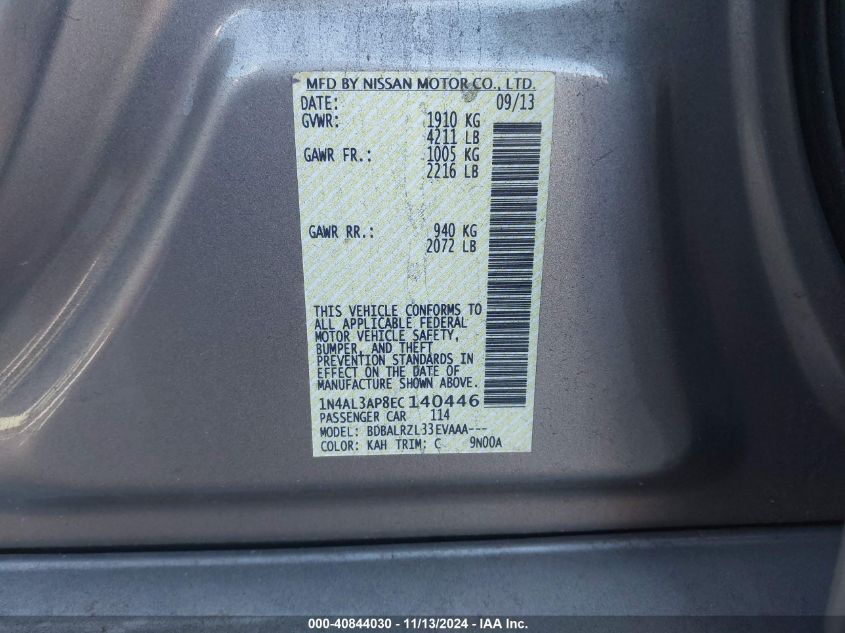 MFD BY NISSAN MOTOR CO., LTD.
DATE: 09/13
GVWR: 1910 KG
4211 LB
GAWR FR.: 1005 KG
2216 LB
GAWR RR.: 940 KG
2072 LB
THIS VEHICLE CONFORMS TO
ALL APPLICABLE FEDERAL
MOTOR VEHICLE SAFETY,
BUMPER, AND THEFT
PREVENTION STANDARDS IN
EFFECT ON THE DATE OF
MANUFACTURE SHOWN ABOVE.
1N4AL3AP8EC140446
PASSENGER CAR 114
MODEL: BDBALRZL33EVAAA---
COLOR: KAH TRIM: C 9N00A
000-40844030 - 11/13/2024 - IAA Inc.